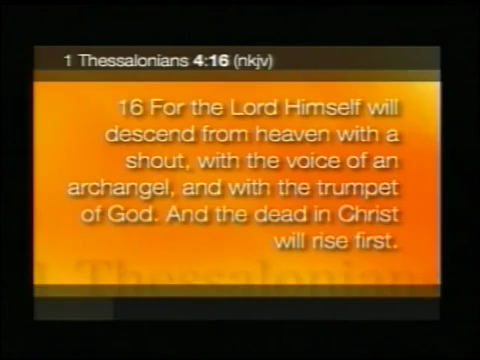 1 Thessalonians 4:16 (nkjv)
16 For the Lord Himself will
descend from heaven with a
shout, with the voice of an
archangel, and with the trumpet
of God. And the dead in Christ
will rise first.
1 Thessalonians